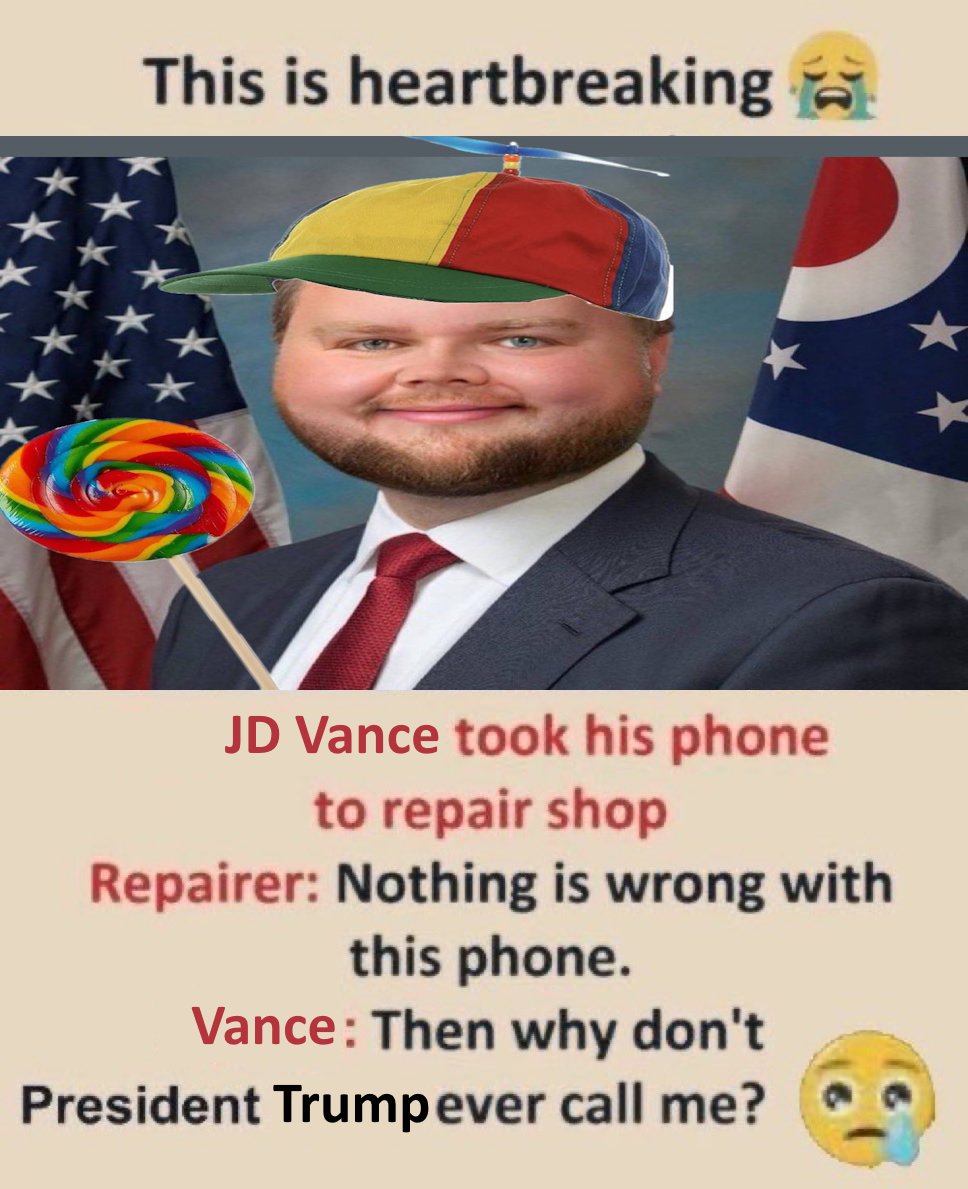 This is heartbreaking
JD Vance took his phone
to repair shop
Repairer: Nothing is wrong with
this phone.
Vance: Then why don't
President Trump ever call me?